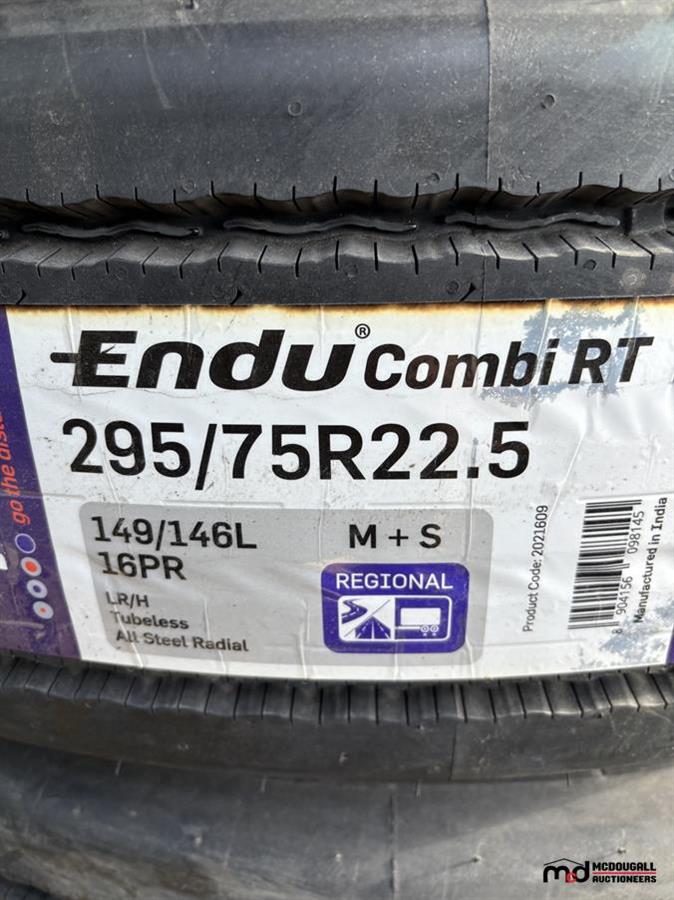 Endu® Combi RT
295/75R22.5
149/146L
16PR
LR/H
Tubeless
All Steel Radial
M + S
REGIONAL
Product Code: 2021609
8 904156 098145
Manufactured in India
go the
md MCDOUGALL
AUCTIONEERS